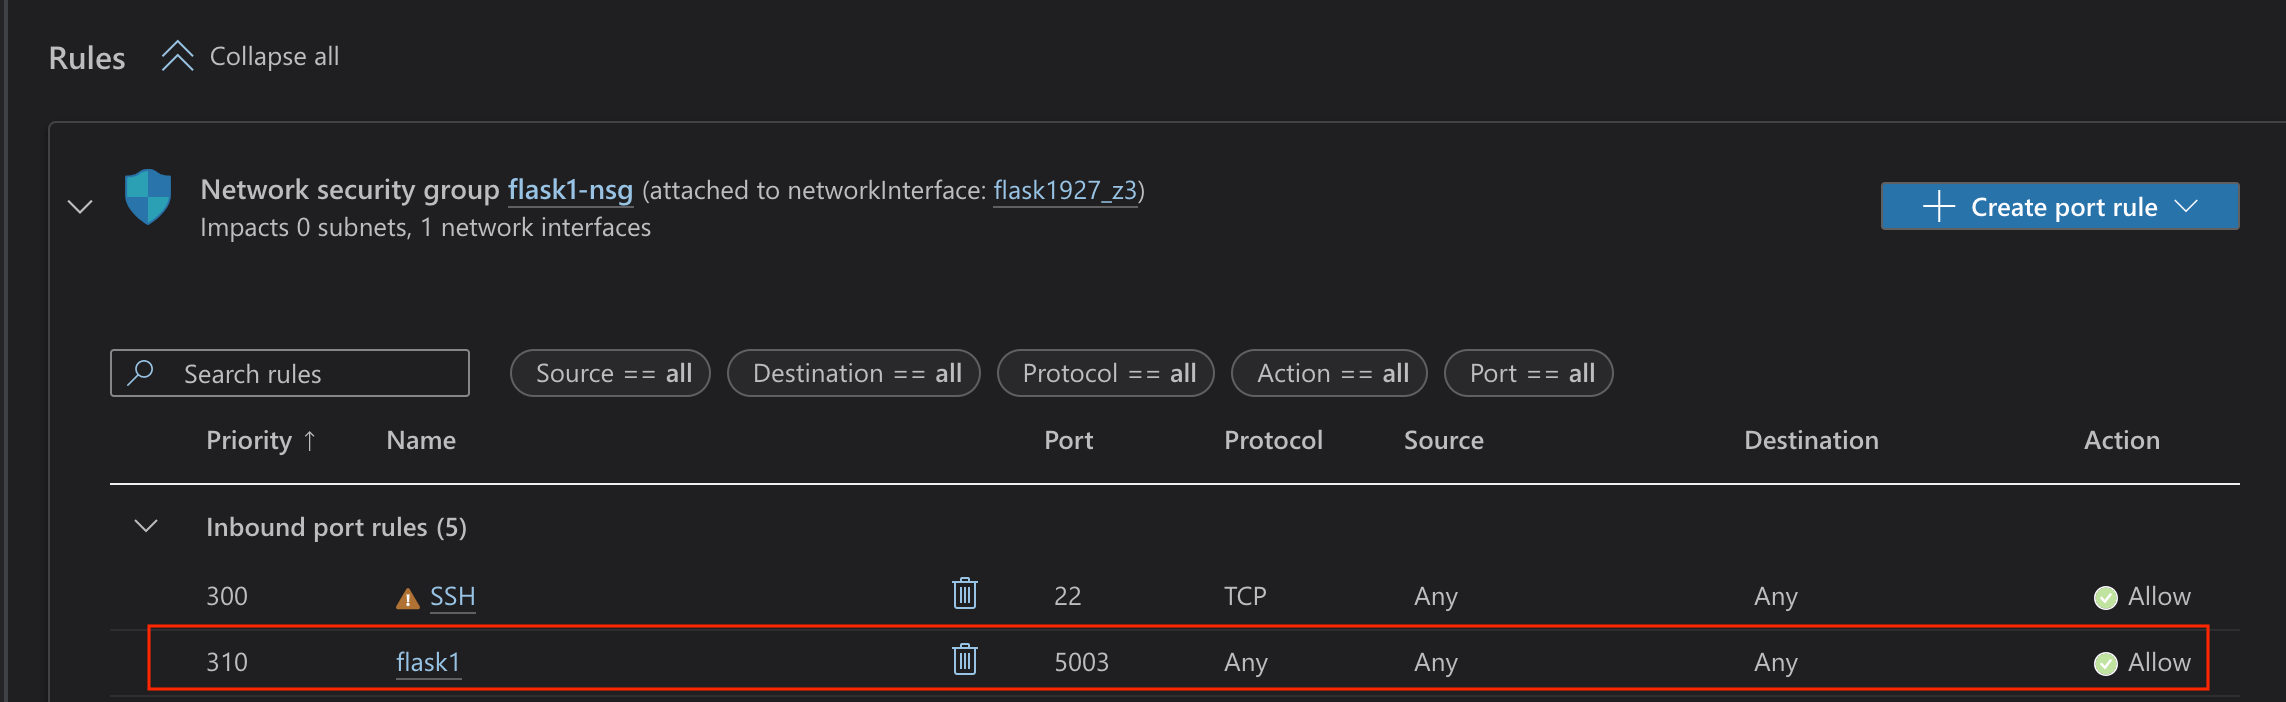 Rules Collapse all
Network security group flask1-nsg (attached to networkInterface: flask1927_z3)
Impacts 0 subnets, 1 network interfaces
Create port rule
Search rules Source == all Destination == all Protocol == all Action == all Port == all
Priority ↑ Name Port Protocol Source Destination Action
Inbound port rules (5)
300 SSH 22 TCP Any Any Allow
310 flask1 5003 Any Any Any Allow